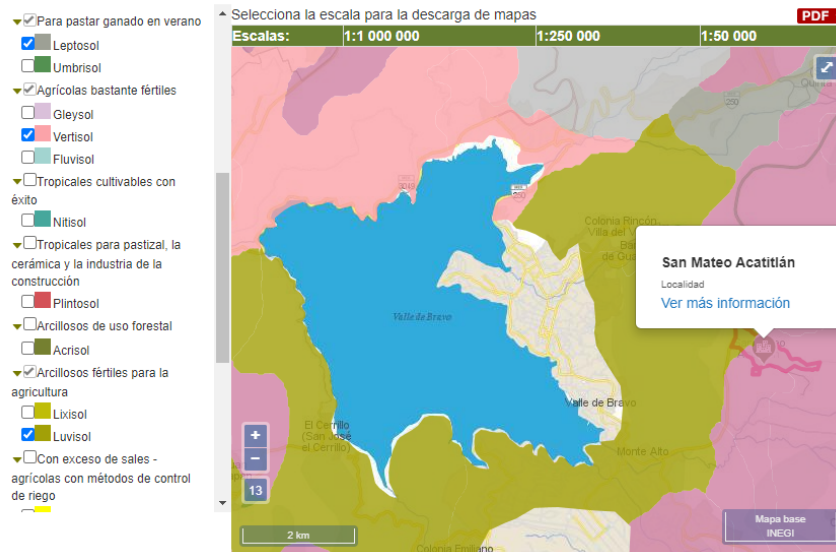 Para pastar ganado en verano
Leptosol
Umbrisol
Agrícolas bastante fértiles
Gleysol
Vertisol
Fluvisol
Tropicales cultivables con
éxito
Nitisol
Tropicales para pastizal, la
cerámica y la industria de la
construcción
Plintosol
Arcillosos de uso forestal
Acrisol
Arcillosos fértiles para la
agricultura
Lixisol
Luvisol
Con exceso de sales -
agrícolas con métodos de control
de riego
Selecciona la escala para la descarga de mapas
PDF
Escalas:
1:1 000 000
1:250 000
1:50 000
Colonia Rincón
Villa del
San Mateo Acatitlán
Localidad
Ver más información
Valle de Bravo
Valle de Bravo
El Cerrillo
(San José
el Cerrillo)
Monte Alto
+
−
13
2 km
Colonia Emiliano
Mapa base
INEGI